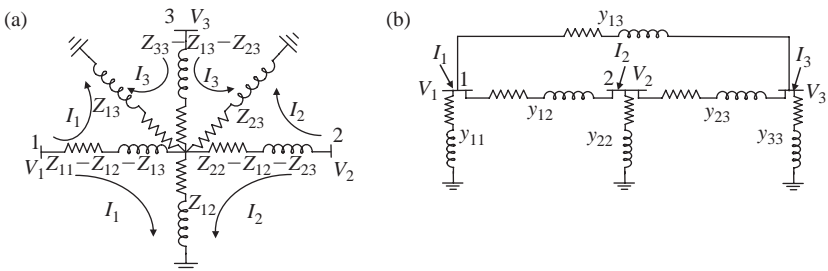 (a)
3 V₃
Z₃₃−Z₁₃−Z₂₃
I₃ I₃
I₁ Z₁₃ Z₂₃ I₂
1 2
V₁ Z₁₁−Z₁₂−Z₁₃ Z₂₂−Z₁₂−Z₂₃ V₂
I₁ Z₁₂ I₂
(b)
y₁₃
I₁ I₂ I₃
V₁ 1 2 V₂ V₃
y₁₂ y₂₃
y₁₁ y₂₂ y₃₃